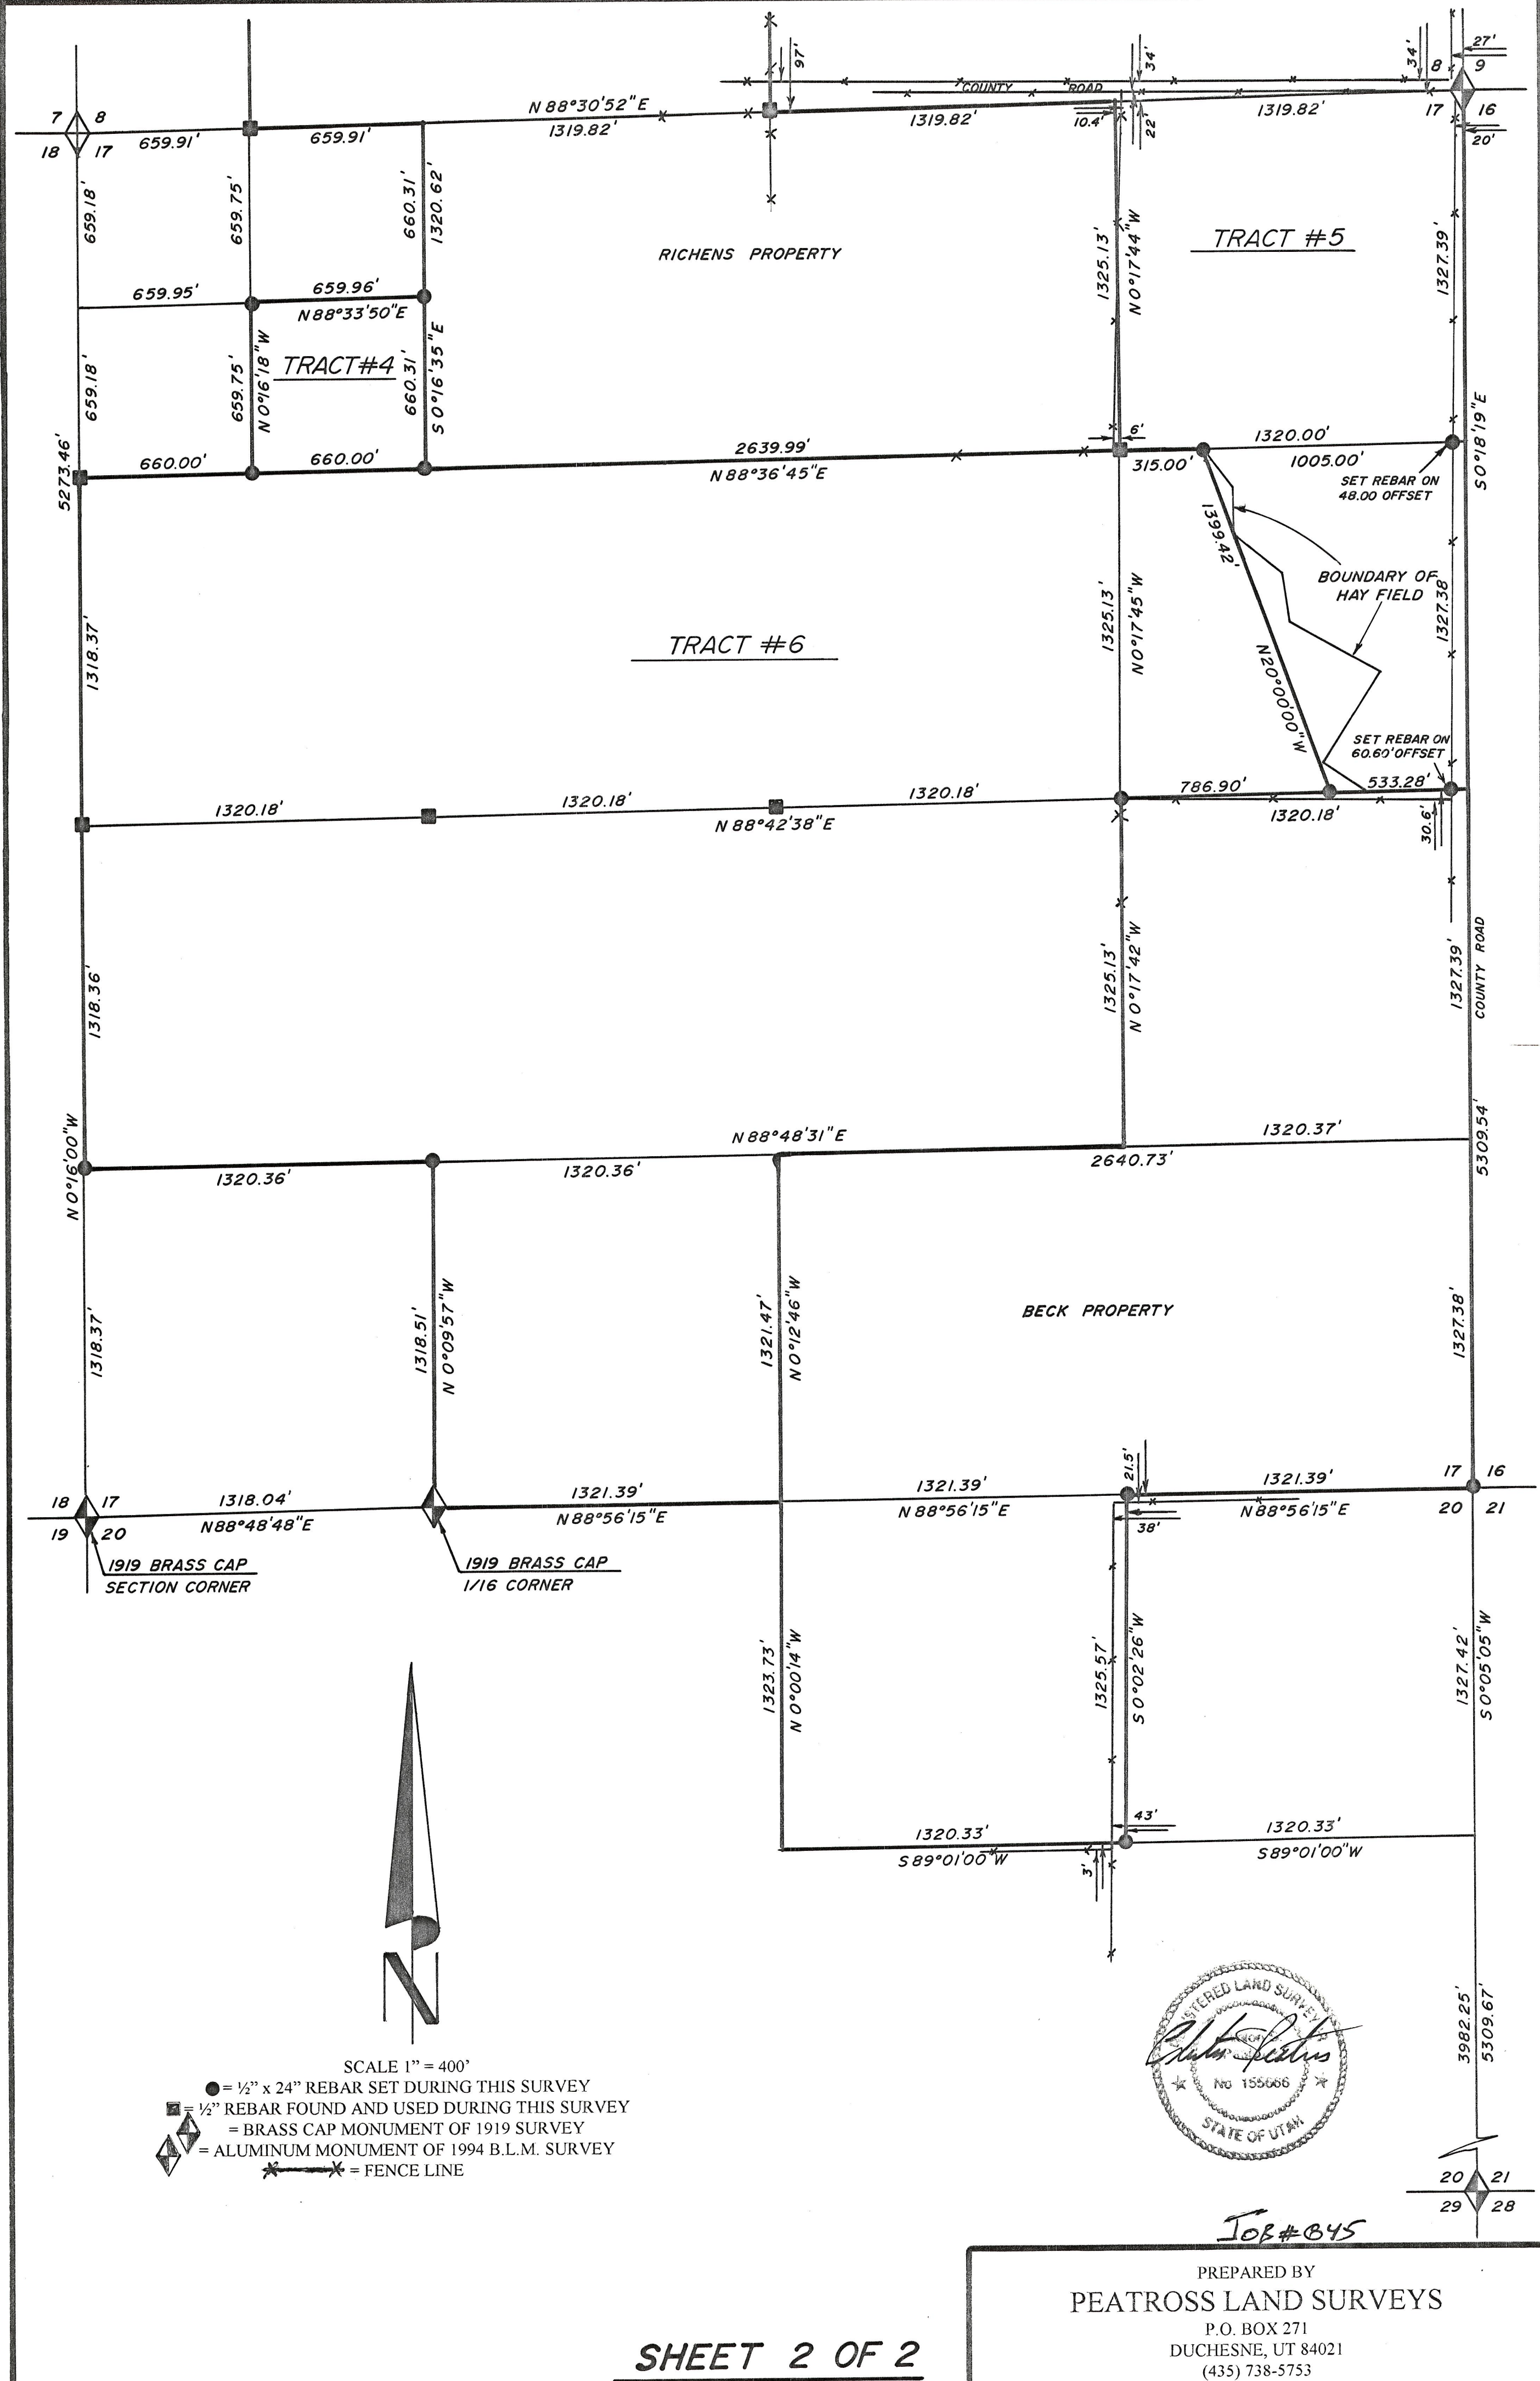 97'
34'
34'
27'
8 9
17 16
20'
COUNTY ROAD
7 8
18 17
N 88°30'52"E
659.91'
659.91'
1319.82'
1319.82'
10.4'
22'
1319.82'
659.18'
659.75'
660.31'
1320.62'
RICHENS PROPERTY
1325.13'
N 0°17'44"W
TRACT #5
1327.39'
659.95'
659.96'
N 88°33'50"E
TRACT #4
659.18'
659.75'
N 0°16'18"W
660.31'
S 0°16'35"E
S 0°18'19"E
5273.46'
660.00'
660.00'
2639.99'
N 88°36'45"E
6'
315.00'
1320.00'
1005.00'
SET REBAR ON
48.00 OFFSET
1399.42'
BOUNDARY OF
HAY FIELD
1327.38'
1318.37'
TRACT #6
1325.13'
N 0°17'45"W
N 20°00'00"W
SET REBAR ON
60.60' OFFSET
1320.18'
1320.18'
1320.18'
N 88°42'38"E
786.90'
533.28'
1320.18'
30.6'
1318.36'
1325.13'
N 0°17'42"W
1327.39'
COUNTY ROAD
N 0°16'00"W
N 88°48'31"E
1320.36'
1320.36'
2640.73'
1320.37'
5309.54'
1318.37'
1318.51'
N 0°09'57"W
1321.47'
N 0°12'46"W
BECK PROPERTY
1327.38'
18 17
19 20
1318.04'
N 88°48'48"E
1321.39'
N 88°56'15"E
1321.39'
N 88°56'15"E
21.5'
38'
1321.39'
N 88°56'15"E
17 16
20 21
1919 BRASS CAP
SECTION CORNER
1919 BRASS CAP
1/16 CORNER
1323.73'
N 0°00'14"W
1325.57'
S 0°02'26"W
1327.42'
S 0°05'05"W
1320.33'
S 89°01'00"W
3'
43'
1320.33'
S 89°01'00"W
N
3982.25'
5309.67'
LAND SURVEY
No 155666
STATE OF UTAH
20 21
29 28
SCALE 1" = 400'
= ½" x 24" REBAR SET DURING THIS SURVEY
= ½" REBAR FOUND AND USED DURING THIS SURVEY
= BRASS CAP MONUMENT OF 1919 SURVEY
= ALUMINUM MONUMENT OF 1994 B.L.M. SURVEY
= FENCE LINE
JOB # 845
PREPARED BY
PEATROSS LAND SURVEYS
P.O. BOX 271
DUCHESNE, UT 84021
(435) 738-5753
SHEET 2 OF 2